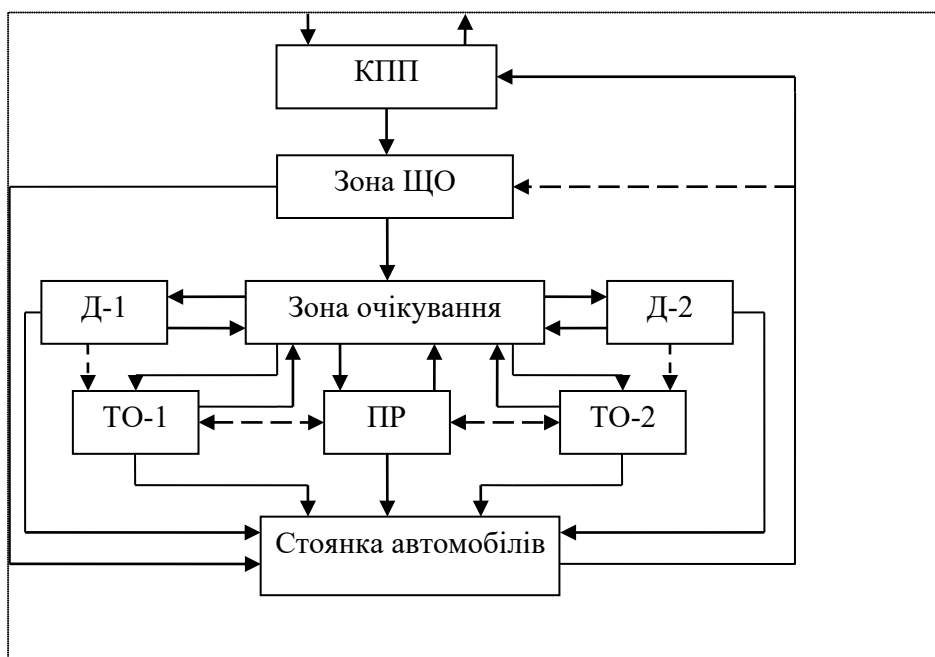 КПП
Зона ЩО
Д-1
Зона очікування
Д-2
ТО-1
ПР
ТО-2
Стоянка автомобілів